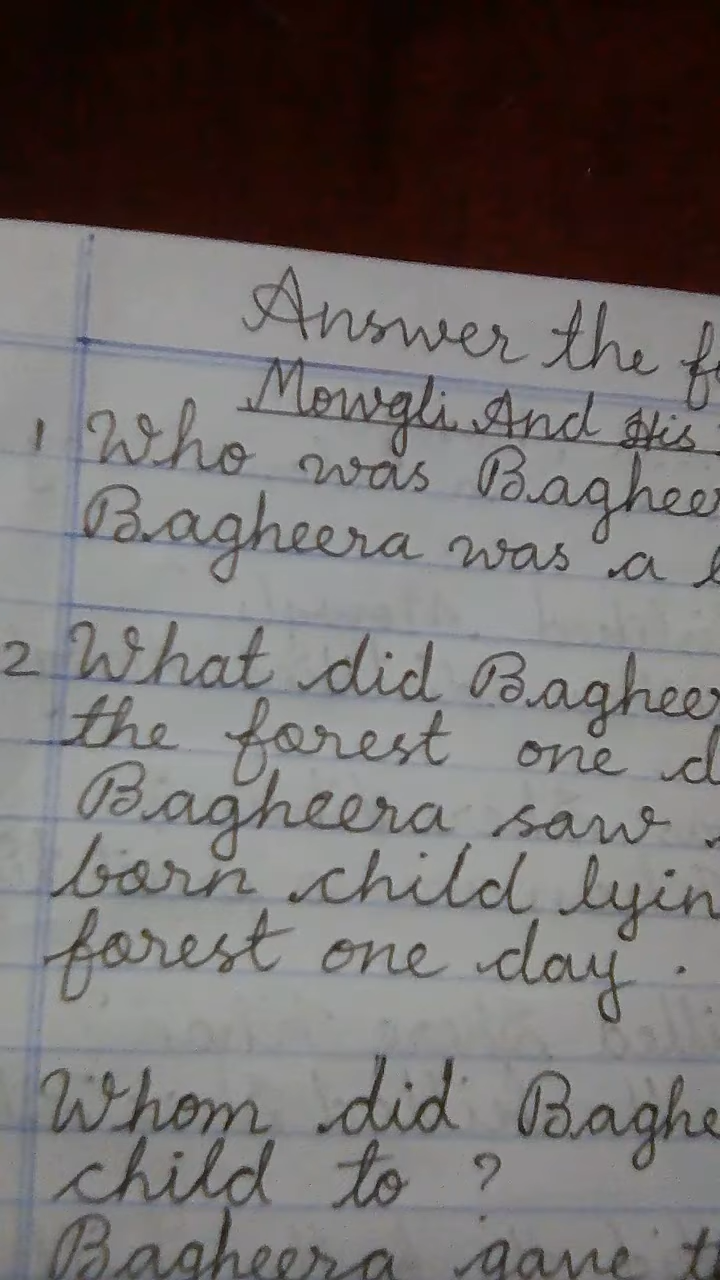 Answer the f
Mowgli And His
1 Who was Bagheer
Bagheera was a
2 What did Bagheer
the forest one d
Bagheera saw
born child lyin
forest one day.
Whom did Baghe
child to ?
Bagheera gave t